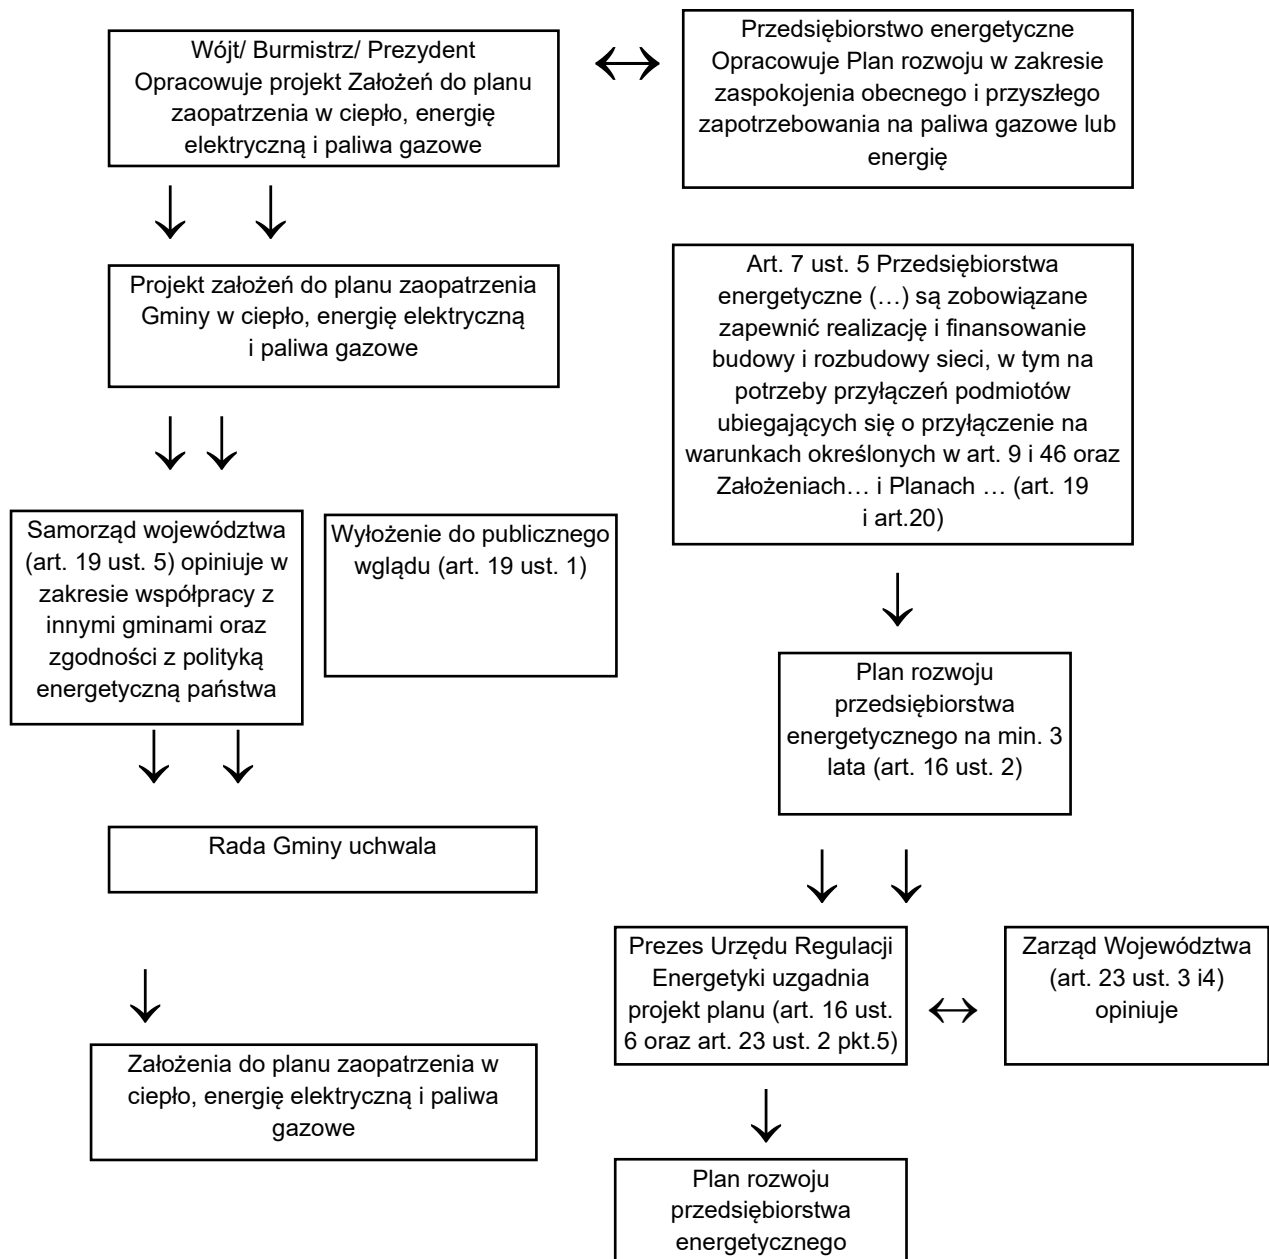 Wójt/ Burmistrz/ Prezydent
Opracowuje projekt Założeń do planu
zaopatrzenia w ciepło, energię
elektryczną i paliwa gazowe
Przedsiębiorstwo energetyczne
Opracowuje Plan rozwoju w zakresie
zaspokojenia obecnego i przyszłego
zapotrzebowania na paliwa gazowe lub
energię
Projekt założeń do planu zaopatrzenia
Gminy w ciepło, energię elektryczną
i paliwa gazowe
Art. 7 ust. 5 Przedsiębiorstwa
energetyczne (…) są zobowiązane
zapewnić realizację i finansowanie
budowy i rozbudowy sieci, w tym na
potrzeby przyłączeń podmiotów
ubiegających się o przyłączenie na
warunkach określonych w art. 9 i 46 oraz
Założeniach… i Planach … (art. 19
i art.20)
Samorząd województwa
(art. 19 ust. 5) opiniuje w
zakresie współpracy z
innymi gminami oraz
zgodności z polityką
energetyczną państwa
Wyłożenie do publicznego
wglądu (art. 19 ust. 1)
Plan rozwoju
przedsiębiorstwa
energetycznego na min. 3
lata (art. 16 ust. 2)
Rada Gminy uchwala
Prezes Urzędu Regulacji
Energetyki uzgadnia
projekt planu (art. 16 ust.
6 oraz art. 23 ust. 2 pkt.5)
Zarząd Województwa
(art. 23 ust. 3 i4)
opiniuje
Założenia do planu zaopatrzenia w
ciepło, energię elektryczną i paliwa
gazowe
Plan rozwoju
przedsiębiorstwa
energetycznego